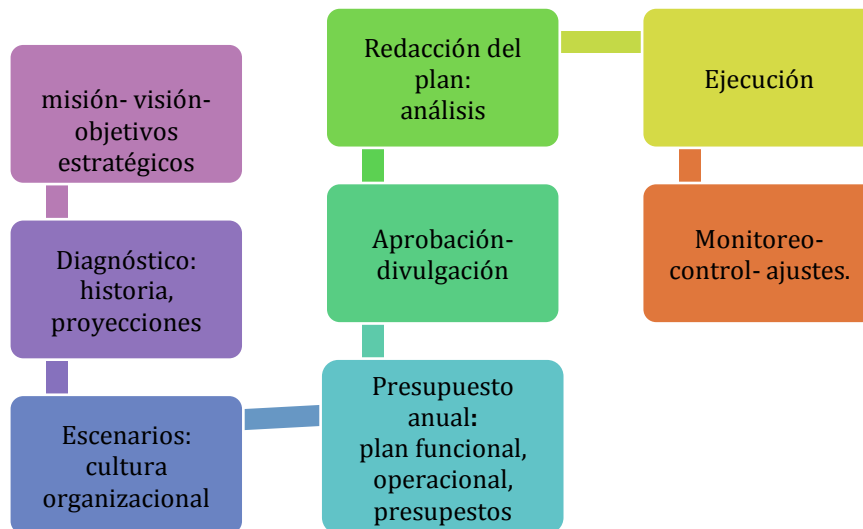 misión- visión-
objetivos
estratégicos
Diagnóstico:
historia,
proyecciones
Escenarios:
cultura
organizacional
Presupuesto
anual:
plan funcional,
operacional,
presupestos
Aprobación-
divulgación
Redacción del
plan:
análisis
Ejecución
Monitoreo-
control- ajustes.